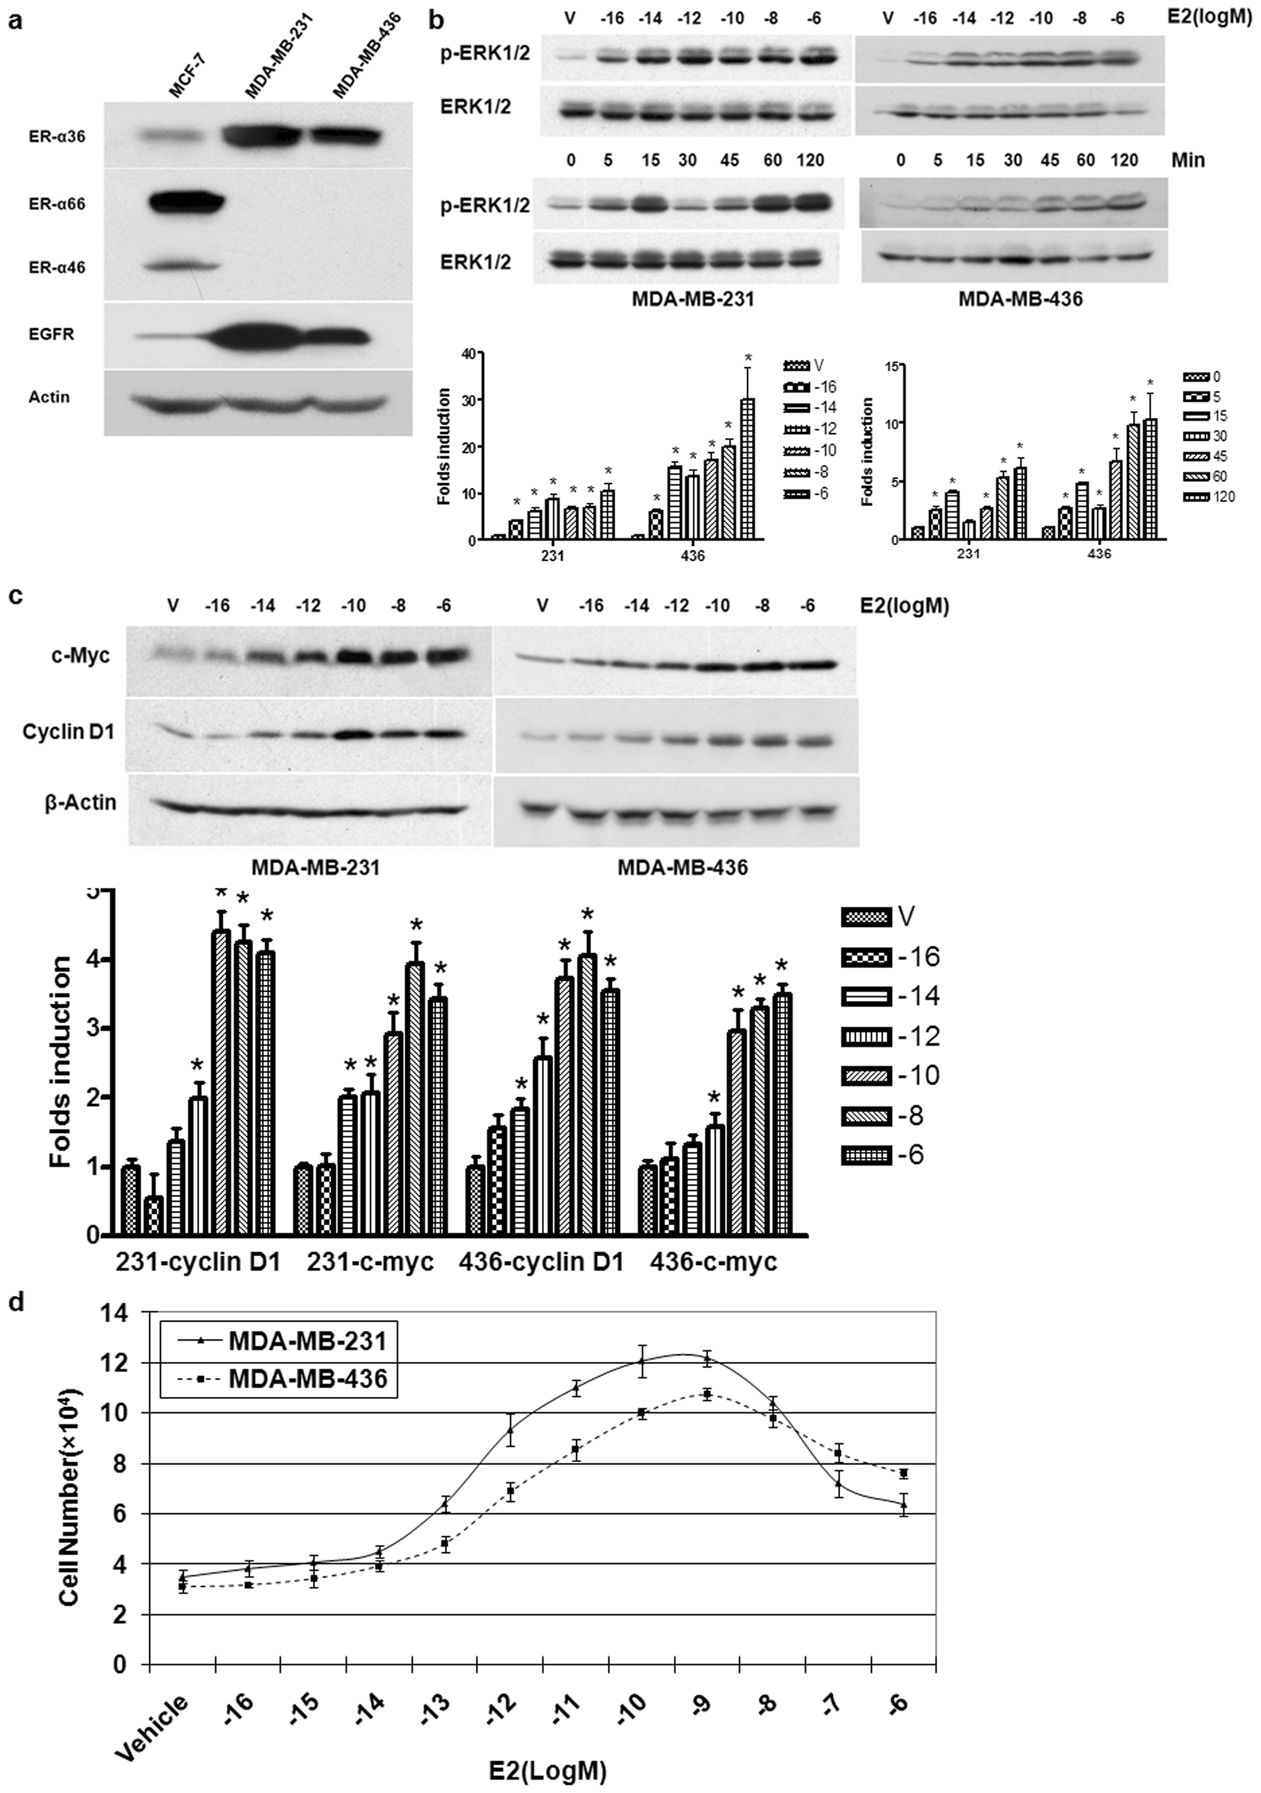 a
MCF-7
MDA-MB-231
MDA-MB-436
ER-α36
ER-α66
ER-α46
EGFR
Actin
b
V -16 -14 -12 -10 -8 -6 V -16 -14 -12 -10 -8 -6 E2(logM)
p-ERK1/2
ERK1/2
0 5 15 30 45 60 120 0 5 15 30 45 60 120 Min
p-ERK1/2
ERK1/2
MDA-MB-231 MDA-MB-436
Folds induction
40
30
20
10
0
* * * * * * * * * * * *
231 436
V
-16
-14
-12
-10
-8
-6
Folds induction
15
10
5
0
* * * * * * * * * * *
231 436
0
5
15
30
45
60
120
c
V -16 -14 -12 -10 -8 -6 V -16 -14 -12 -10 -8 -6 E2(logM)
c-Myc
Cyclin D1
β-Actin
MDA-MB-231 MDA-MB-436
Folds induction
5
4
3
2
1
0
* * * * * * * * * * * * * * * * * *
231-cyclin D1 231-c-myc 436-cyclin D1 436-c-myc
V
-16
-14
-12
-10
-8
-6
d
Cell Number(×10⁴)
14
12
10
8
6
4
2
0
MDA-MB-231
MDA-MB-436
Vehicle -16 -15 -14 -13 -12 -11 -10 -9 -8 -7 -6
E2(LogM)